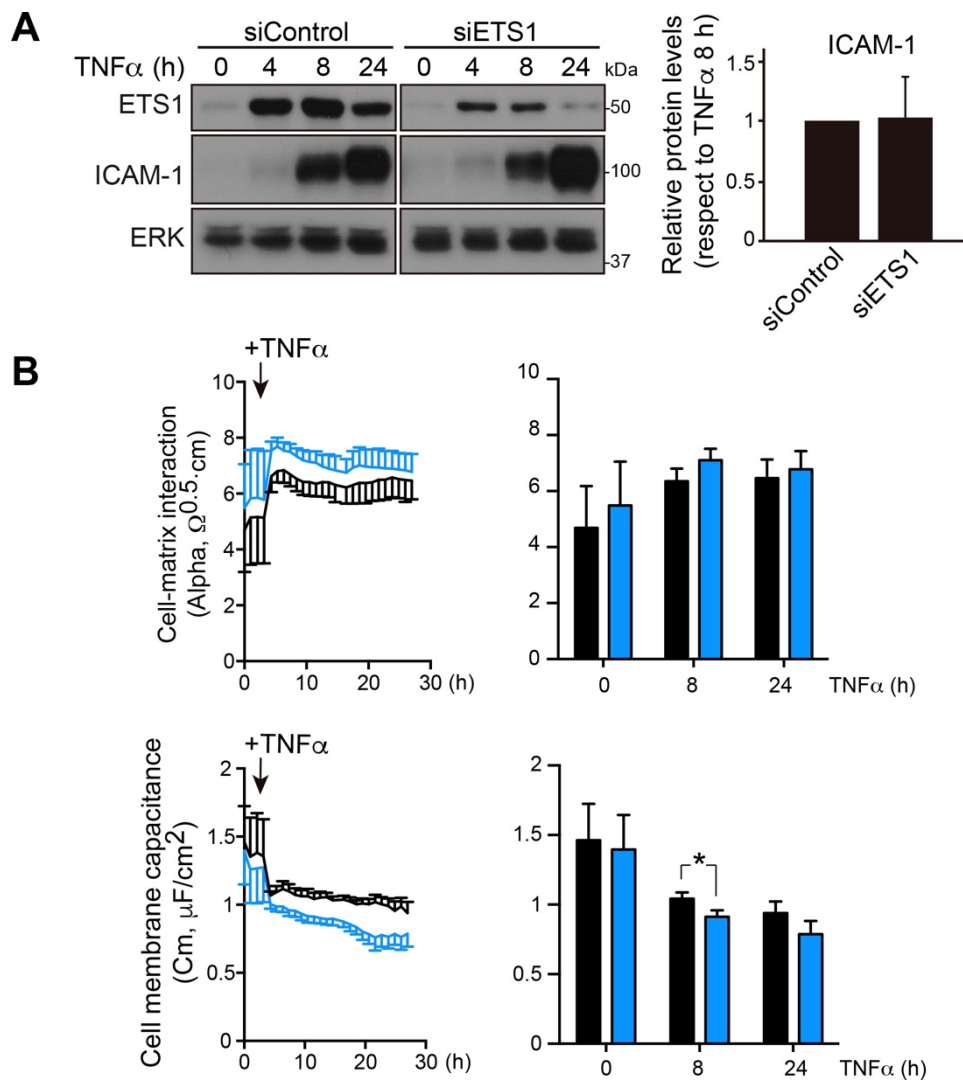 A
siControl siETS1
TNFα (h) 0 4 8 24 0 4 8 24 kDa
ETS1 -50
ICAM-1 -100
ERK
-37
ICAM-1
Relative protein levels
(respect to TNFα 8 h)
1.5
1
0.5
0
siControl
siETS1
B
+TNFα
Cell-matrix interaction
(Alpha, Ω0.5.cm)
10
8
6
4
2
0
0 10 20 30 (h)
10
8
6
4
2
0
0 8 24 TNFα (h)
+TNFα
Cell membrane capacitance
(Cm, μF/cm2)
2
1.5
1
0.5
0
0 10 20 30 (h)
2
1.5
*
1
0.5
0
0 8 24 TNFα (h)